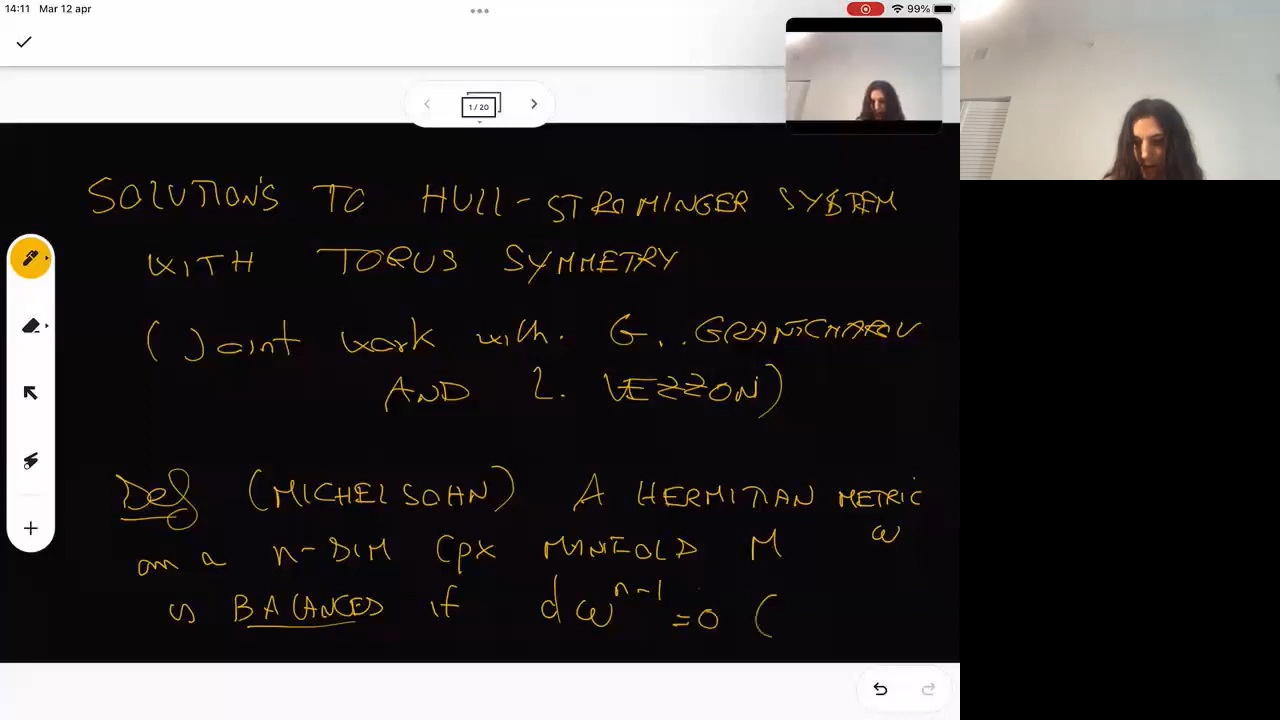 14:11 Mar 12 apr
99%
1 / 20
SOLUTIONS TO HULL-STROMINGER SYSTEM
WITH TORUS SYMMETRY
(Joint work with. G. GRANTCHAROV
AND L. VEZZONI)
Def (MICHELSOHN) A HERMITIAN METRIC ω
on a n-DIM Cpx MANIFOLD M
is BALANCED if dω^{n-1} = 0 (